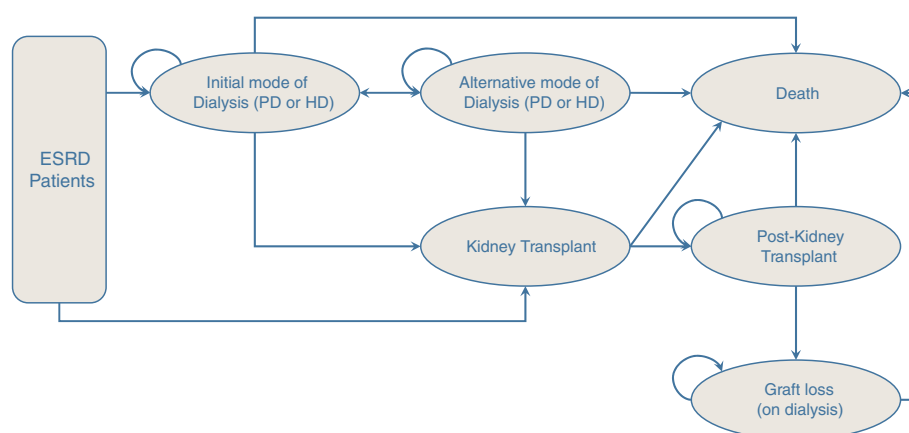 ESRD
Patients
Initial mode of
Dialysis (PD or HD)
Alternative mode of
Dialysis (PD or HD)
Death
Kidney Transplant
Post-Kidney
Transplant
Graft loss
(on dialysis)